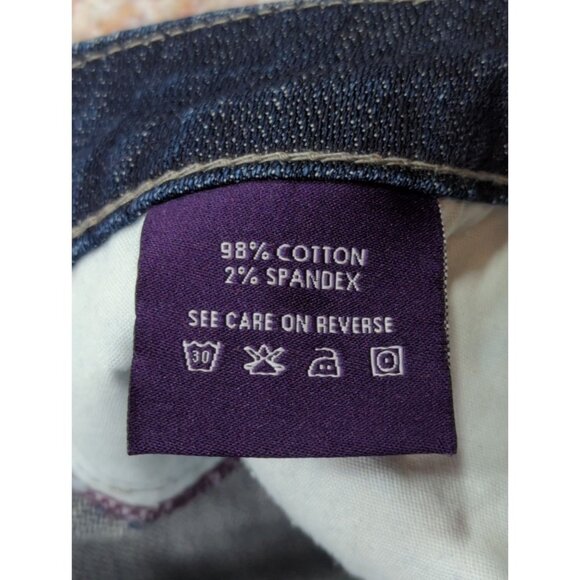 98% COTTON
2% SPANDEX
SEE CARE ON REVERSE
30